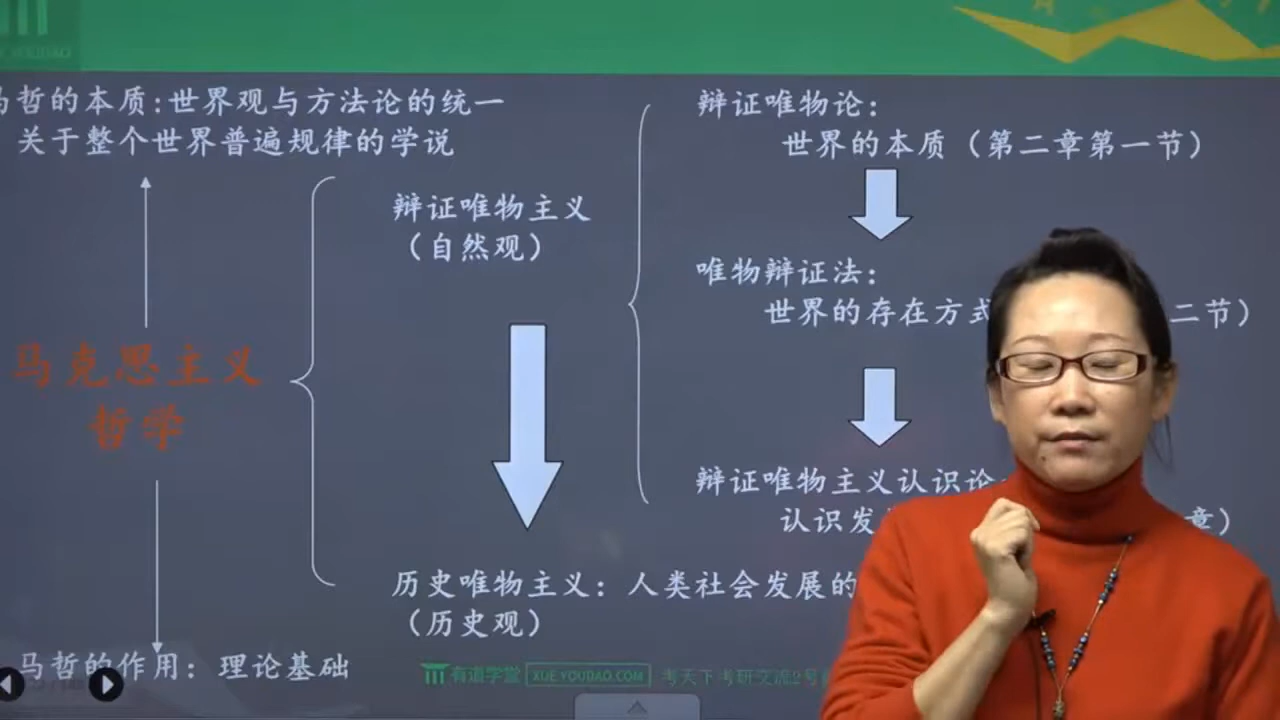 哲的本质:世界观与方法论的统一
关于整个世界普遍规律的学说
马克思主义
哲学
马哲的作用：理论基础
辩证唯物主义
（自然观）
历史唯物主义：人类社会发展的
（历史观）
辩证唯物论：
世界的本质（第二章第一节）
唯物辩证法：
世界的存在方式
二节）
辩证唯物主义认识论
认识发
章）
有道学堂
XUE.YOUDAO.COM
考天下考研交流2号